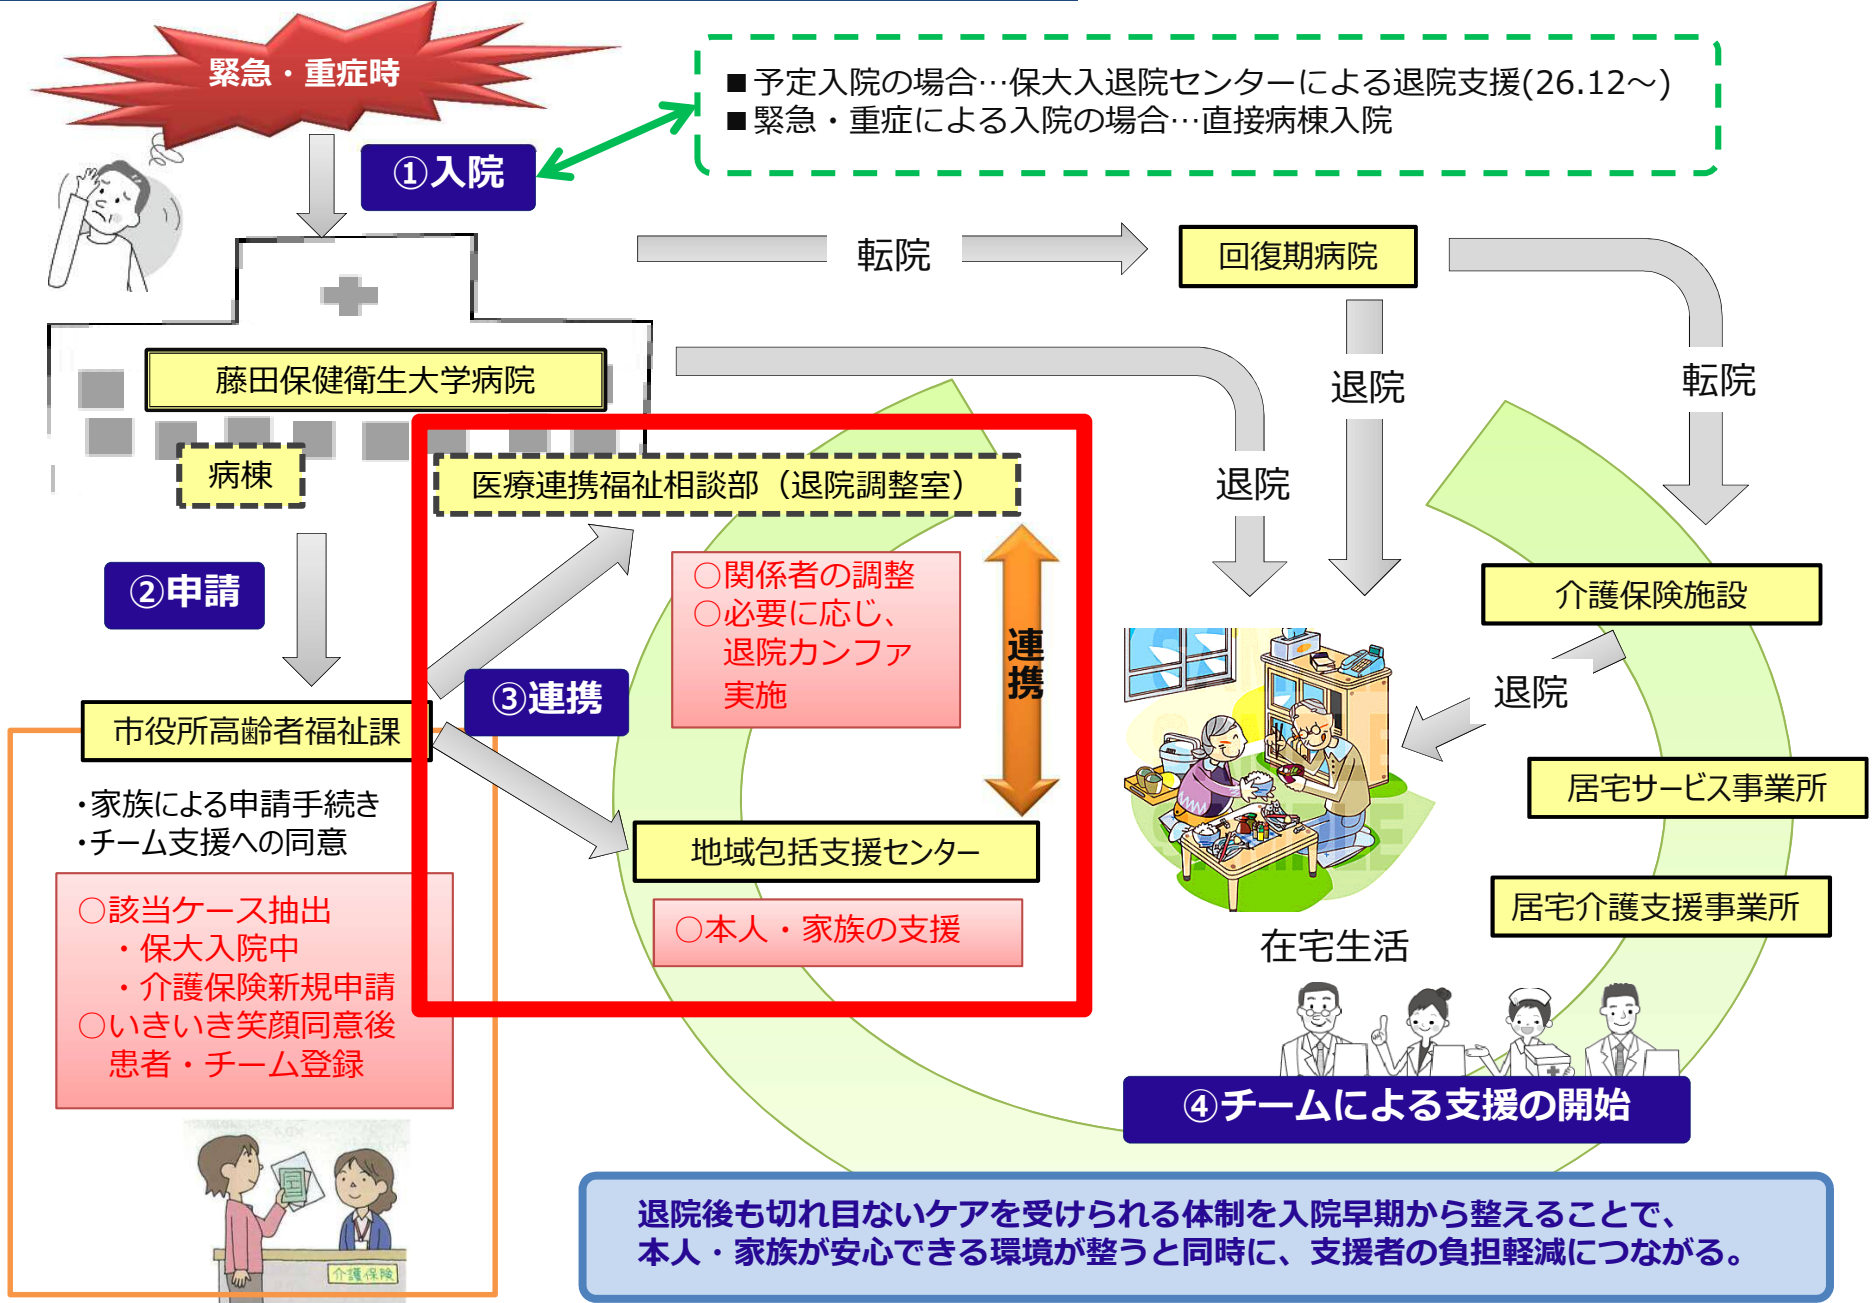 緊急・重症時
■予定入院の場合…保大入退院センターによる退院支援(26.12～)
■緊急・重症による入院の場合…直接病棟入院
①入院
転院
回復期病院
藤田保健衛生大学病院
退院
転院
病棟
医療連携福祉相談部（退院調整室）
退院
②申請
○関係者の調整
○必要に応じ、
退院カンファ
実施
連携
介護保険施設
③連携
退院
市役所高齢者福祉課
・家族による申請手続き
・チーム支援への同意
居宅サービス事業所
地域包括支援センター
○本人・家族の支援
○該当ケース抽出
・保大入院中
・介護保険新規申請
○いきいき笑顔同意後
患者・チーム登録
居宅介護支援事業所
在宅生活
④チームによる支援の開始
介護保険
退院後も切れ目ないケアを受けられる体制を入院早期から整えることで、
本人・家族が安心できる環境が整うと同時に、支援者の負担軽減につながる。